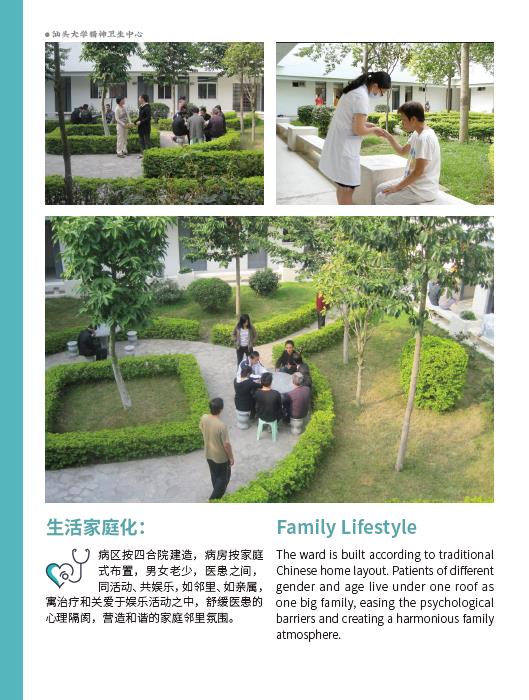 汕头大学精神卫生中心
生活家庭化：
病区按四合院建造，病房按家庭
式布置，男女老少，医患之间，
同活动、共娱乐，如邻里、如亲属，
寓治疗和关爱于娱乐活动之中，舒缓医患的
心理隔阂，营造和谐的家庭邻里氛围。
Family Lifestyle
The ward is built according to traditional
Chinese home layout. Patients of different
gender and age live under one roof as
one big family, easing the psychological
barriers and creating a harmonious family
atmosphere.